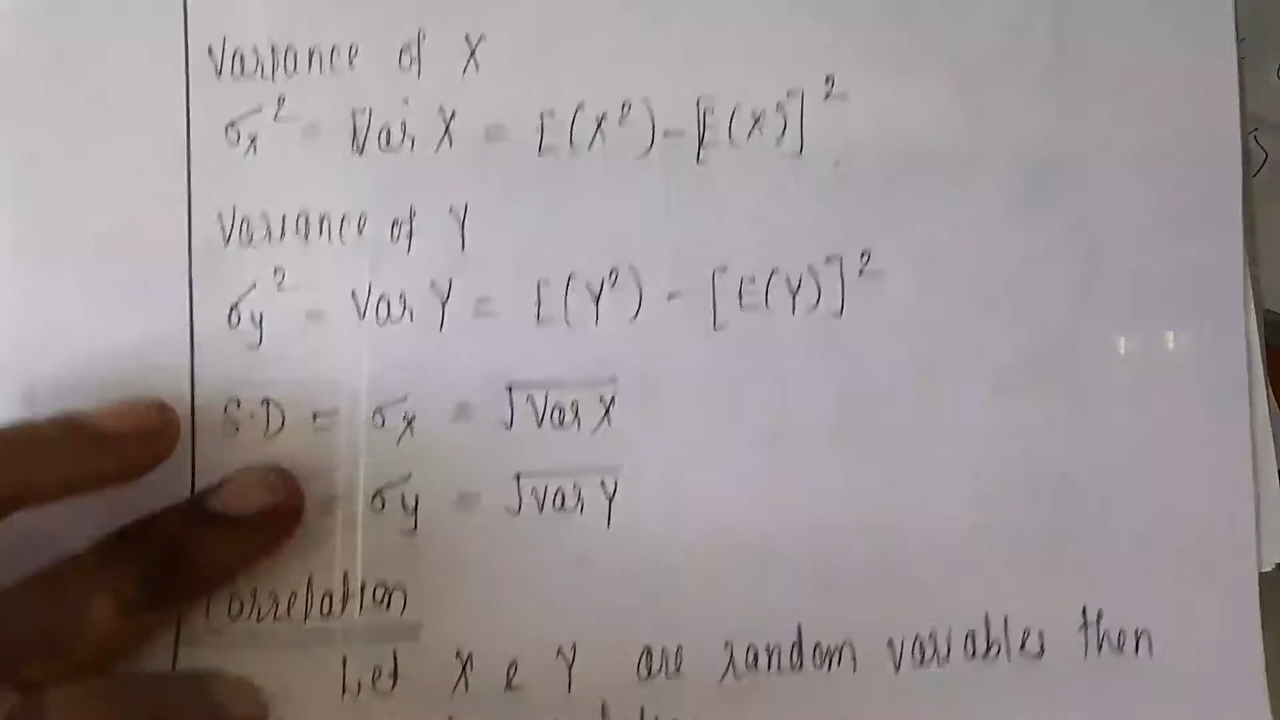 Variance of X
σx² = Var X = E(X²) - [E(X)]²
Variance of Y
σy² = Var Y = E(Y²) - [E(Y)]²
S.D = σx = √Var X
= σy = √Var Y
Correlation
Let X & Y are random variables then